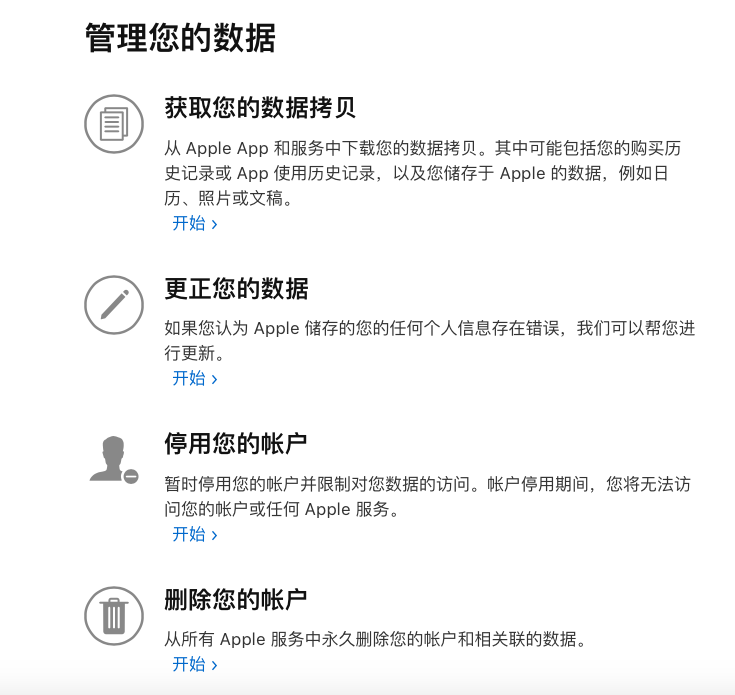 管理您的数据
获取您的数据拷贝
从 Apple App 和服务中下载您的数据拷贝。其中可能包括您的购买历
史记录或 App 使用历史记录，以及您储存于 Apple 的数据，例如日
历、照片或文稿。
开始 ›
更正您的数据
如果您认为 Apple 储存的您的任何个人信息存在错误，我们可以帮您进
行更新。
开始 ›
停用您的帐户
暂时停用您的帐户并限制对您数据的访问。帐户停用期间，您将无法访
问您的帐户或任何 Apple 服务。
开始 ›
删除您的帐户
从所有 Apple 服务中永久删除您的帐户和相关联的数据。
开始 ›